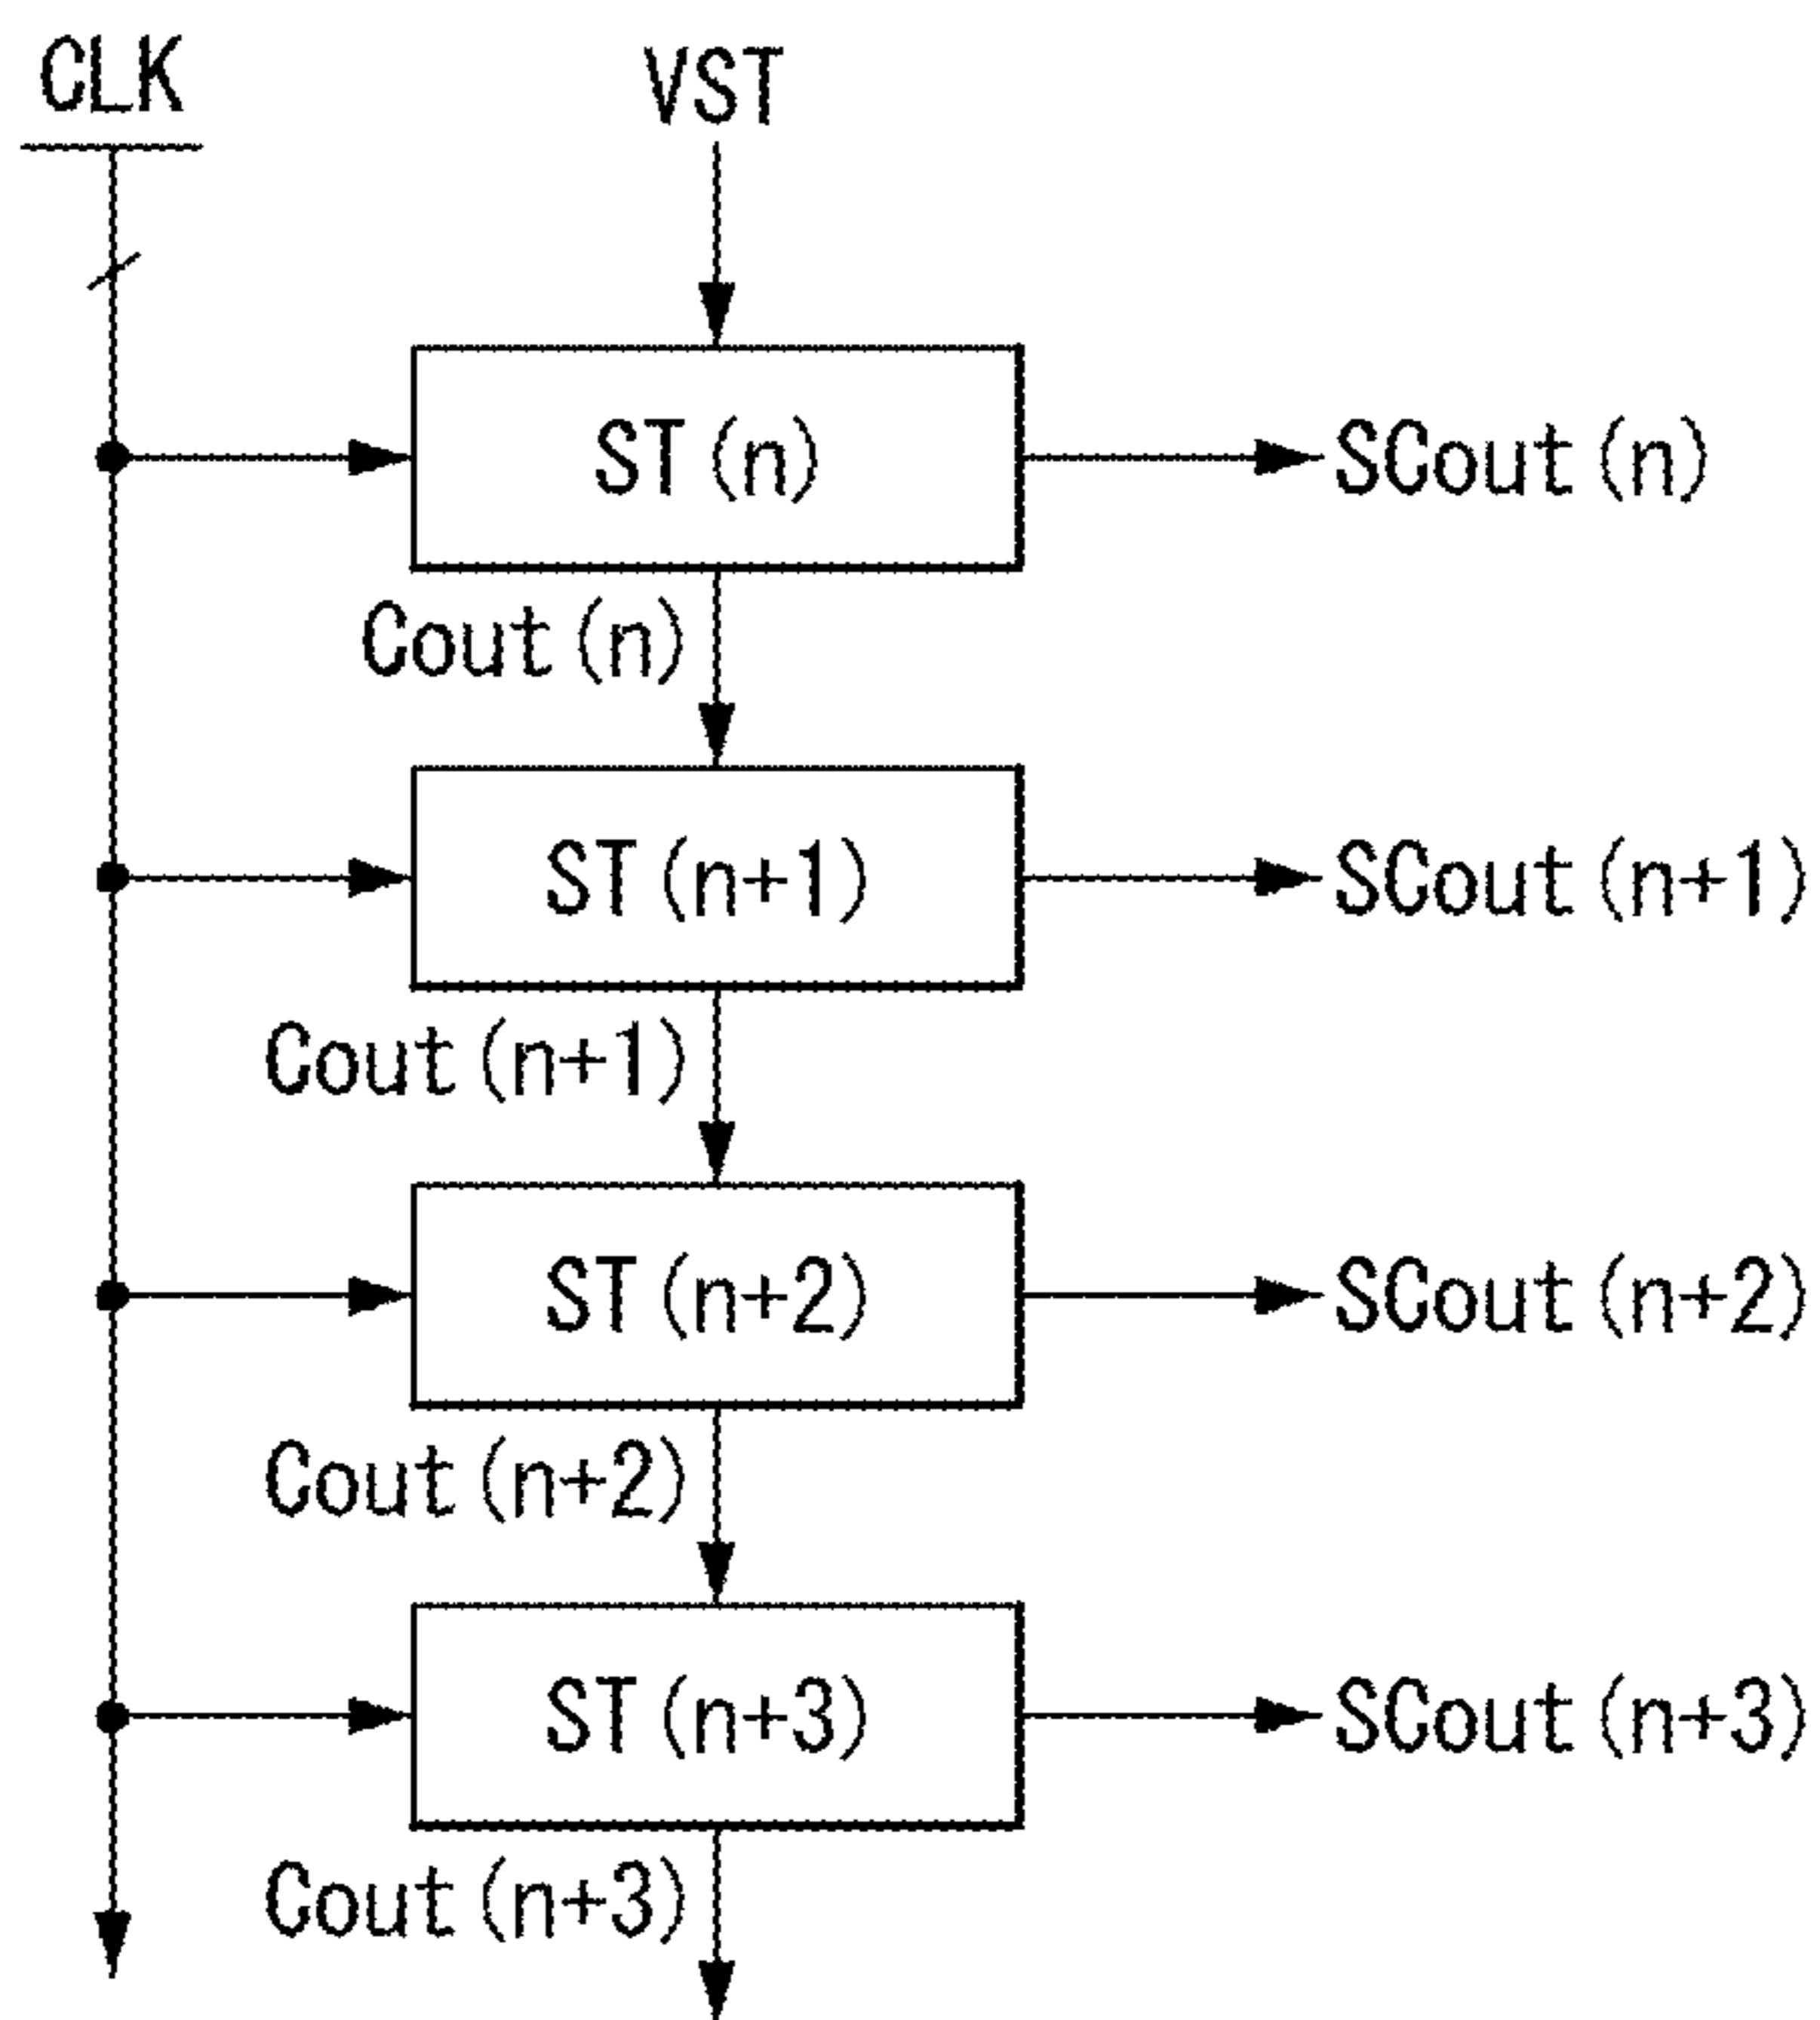 CLK
VST
ST(n)
SCout(n)
Cout(n)
ST(n+1)
SCout(n+1)
Cout(n+1)
ST(n+2)
SCout(n+2)
Cout(n+2)
ST(n+3)
SCout(n+3)
Cout(n+3)